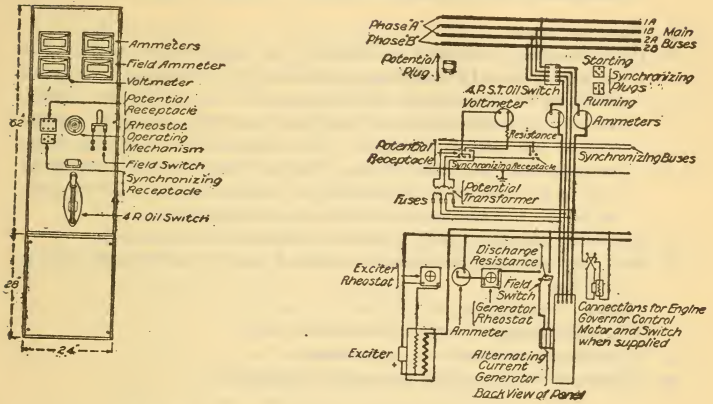 Ammeters
Field Ammeter
Voltmeter
Potential
Receptacle
Rheostat
Operating
Mechanism
Field Switch
Synchronizing
Receptacle
4P. Oil Switch
62"
28"
24"
Phase "A"
Phase "B"
1A
1B Main
2A Buses
2B
Potential
Plug
Starting
Synchronizing
Plugs
Running
4.P.S.T. Oil Switch
Voltmeter
Ammeters
Resistance
Potential
Receptacle
Synchronizing Receptacle
Synchronizing Buses
Fuses
Potential
Transformer
Exciter
Rheostat
Discharge
Resistance
Field
Switch
Generator
Rheostat
Ammeter
Exciter
+
Alternating
Current
Generator
Connections for Engine
Governor Control
Motor and Switch
when supplied
Back View of Panel